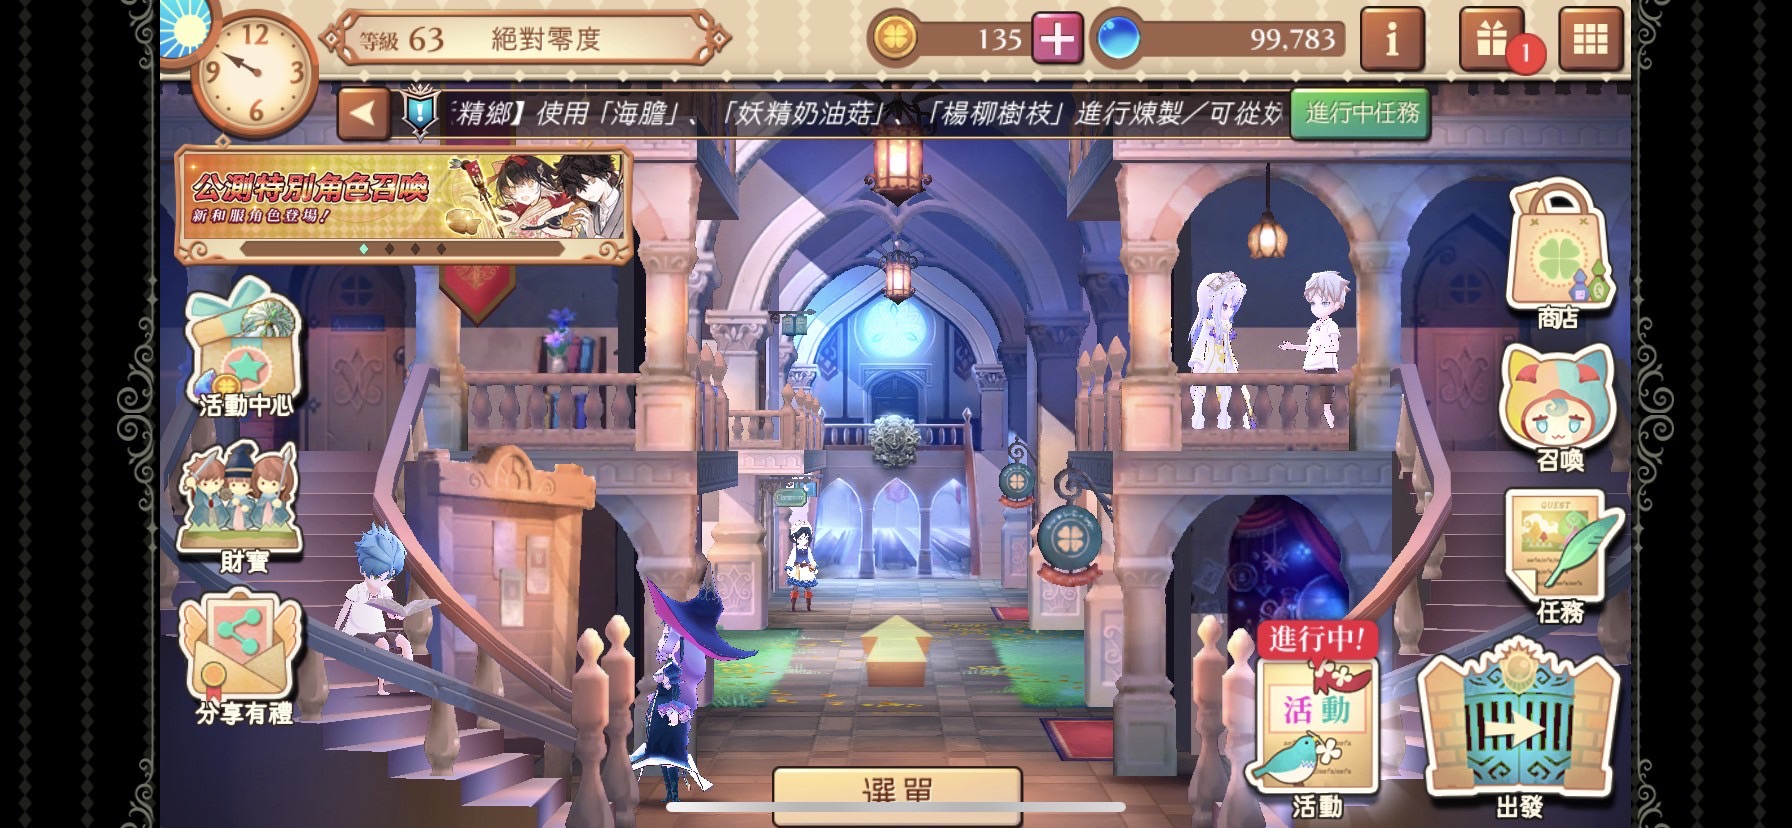 12
9 3
6
等級 63 絕對零度
135
99,783
i
1
精鄉】使用「海膽」、「妖精奶油菇」、「楊柳樹枝」進行煉製／可從妖
進行中任務
公測特別角色召喚
新和服角色登場！
活動中心
財寶
分享有禮
商店
召喚
QUEST
任務
進行中!
活動
活動
出發
選單